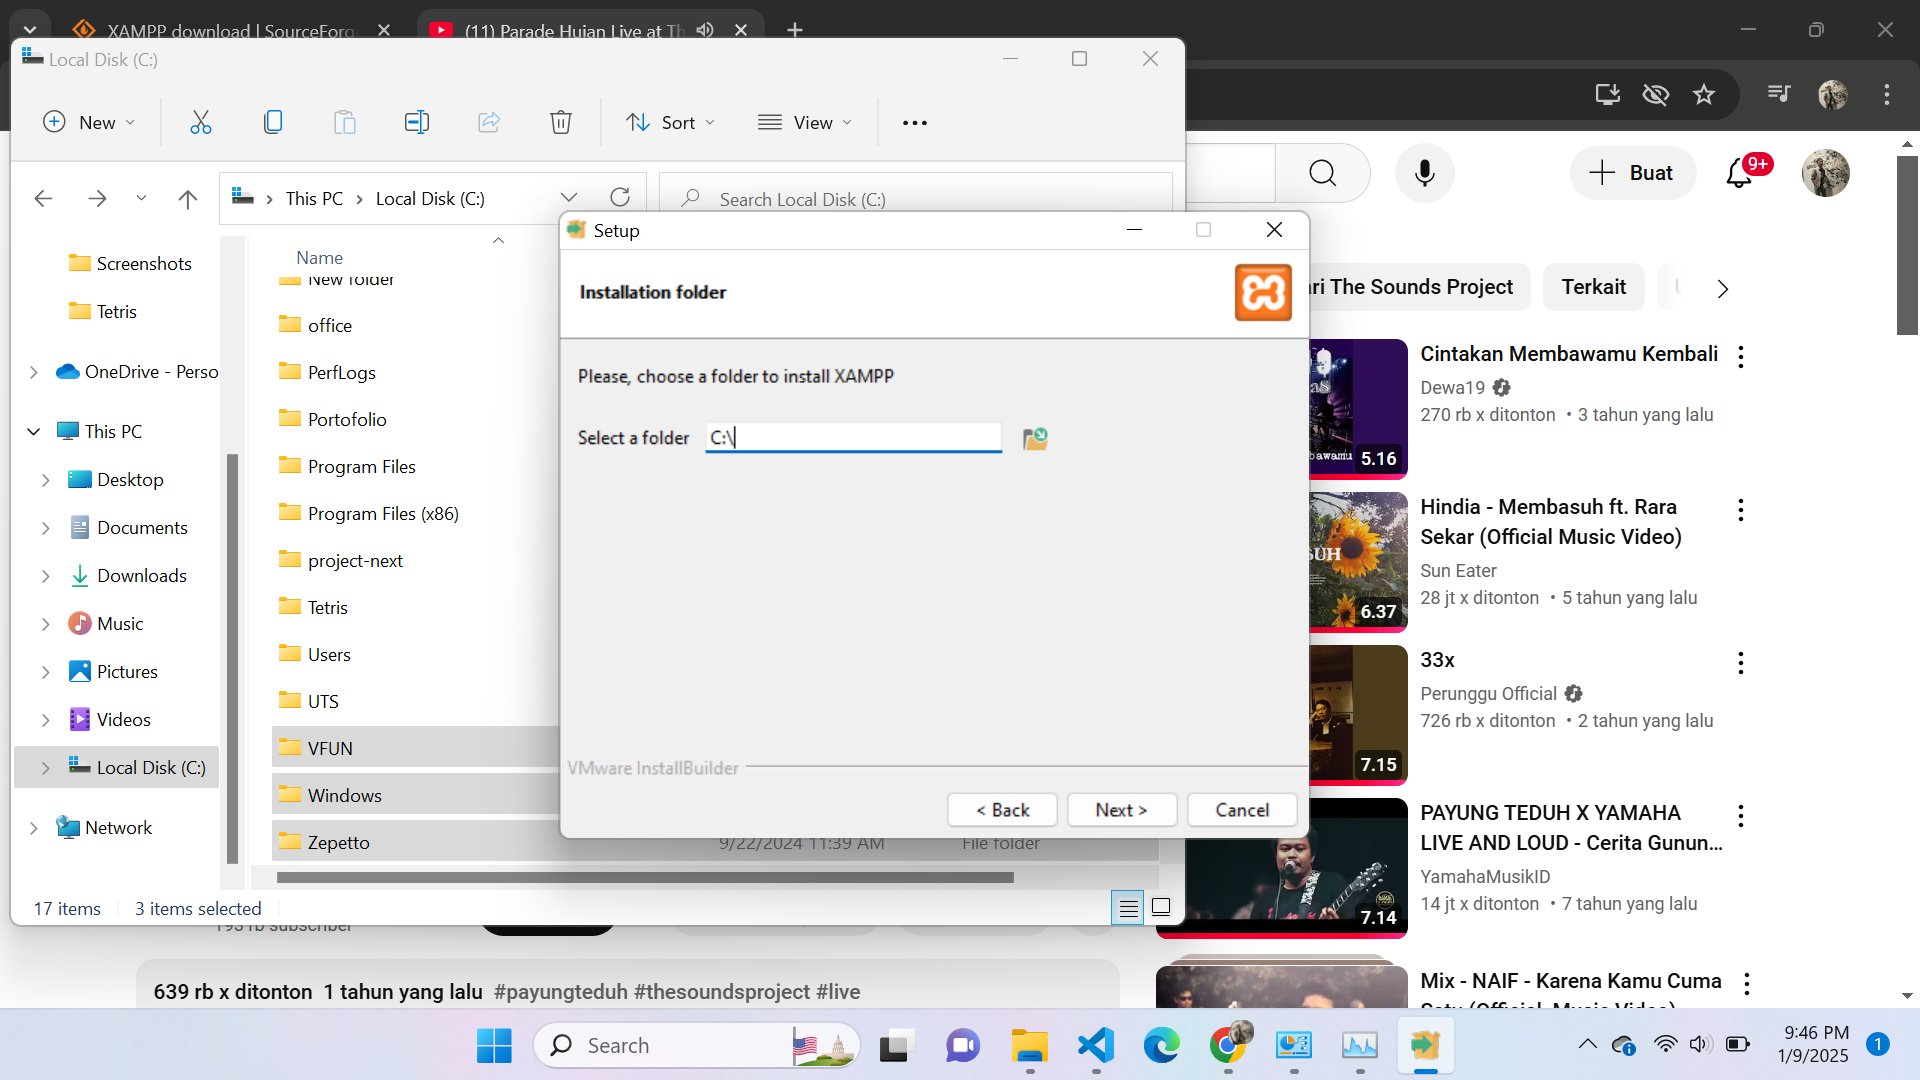 XAMPP download | SourceForg
(11) Parade Hujan Live at Th
Local Disk (C:)
New
Sort
View
This PC
Local Disk (C:)
Search Local Disk (C:)
Screenshots
Tetris
OneDrive - Perso
This PC
Desktop
Documents
Downloads
Music
Pictures
Videos
Local Disk (C:)
Network
Name
New folder
office
PerfLogs
Portofolio
Program Files
Program Files (x86)
project-next
Tetris
Users
UTS
VFUN
Windows
Zepetto
9/22/2024 11:39 AM
File folder
17 items
3 items selected
Setup
Installation folder
Please, choose a folder to install XAMPP
Select a folder
C:\
VMware InstallBuilder
< Back
Next >
Cancel
Buat
9+
ari The Sounds Project
Terkait
5.16
Cintakan Membawamu Kembali
Dewa19
270 rb x ditonton • 3 tahun yang lalu
6.37
Hindia - Membasuh ft. Rara
Sekar (Official Music Video)
Sun Eater
28 jt x ditonton • 5 tahun yang lalu
7.15
33x
Perunggu Official
726 rb x ditonton • 2 tahun yang lalu
7.14
PAYUNG TEDUH X YAMAHA
LIVE AND LOUD - Cerita Gunun...
YamahaMusikID
14 jt x ditonton • 7 tahun yang lalu
Mix - NAIF - Karena Kamu Cuma
Satu (Official Music Video)
193 rb subscriber
639 rb x ditonton 1 tahun yang lalu #payungteduh #thesoundsproject #live
Search
9:46 PM
1/9/2025
1